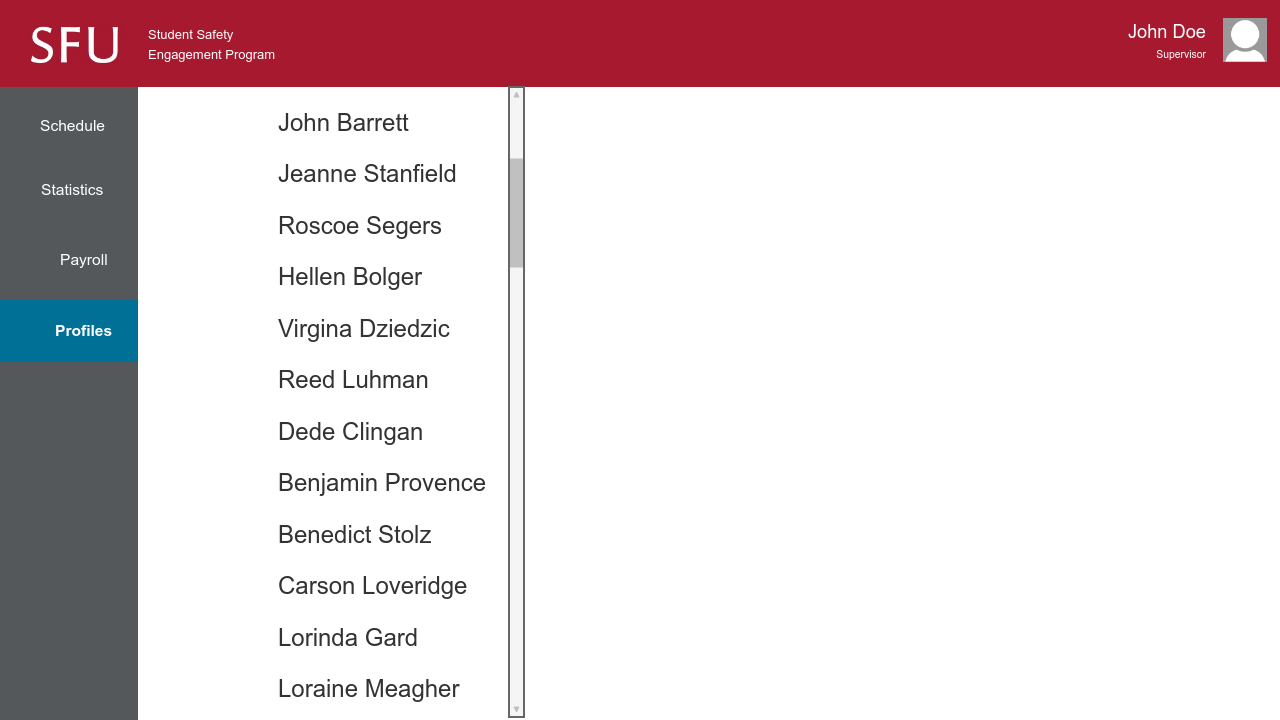 SFU
Student Safety
Engagement Program
John Doe
Supervisor
Schedule
Statistics
Payroll
Profiles
John Barrett
Jeanne Stanfield
Roscoe Segers
Hellen Bolger
Virgina Dziedzic
Reed Luhman
Dede Clingan
Benjamin Provence
Benedict Stolz
Carson Loveridge
Lorinda Gard
Loraine Meagher